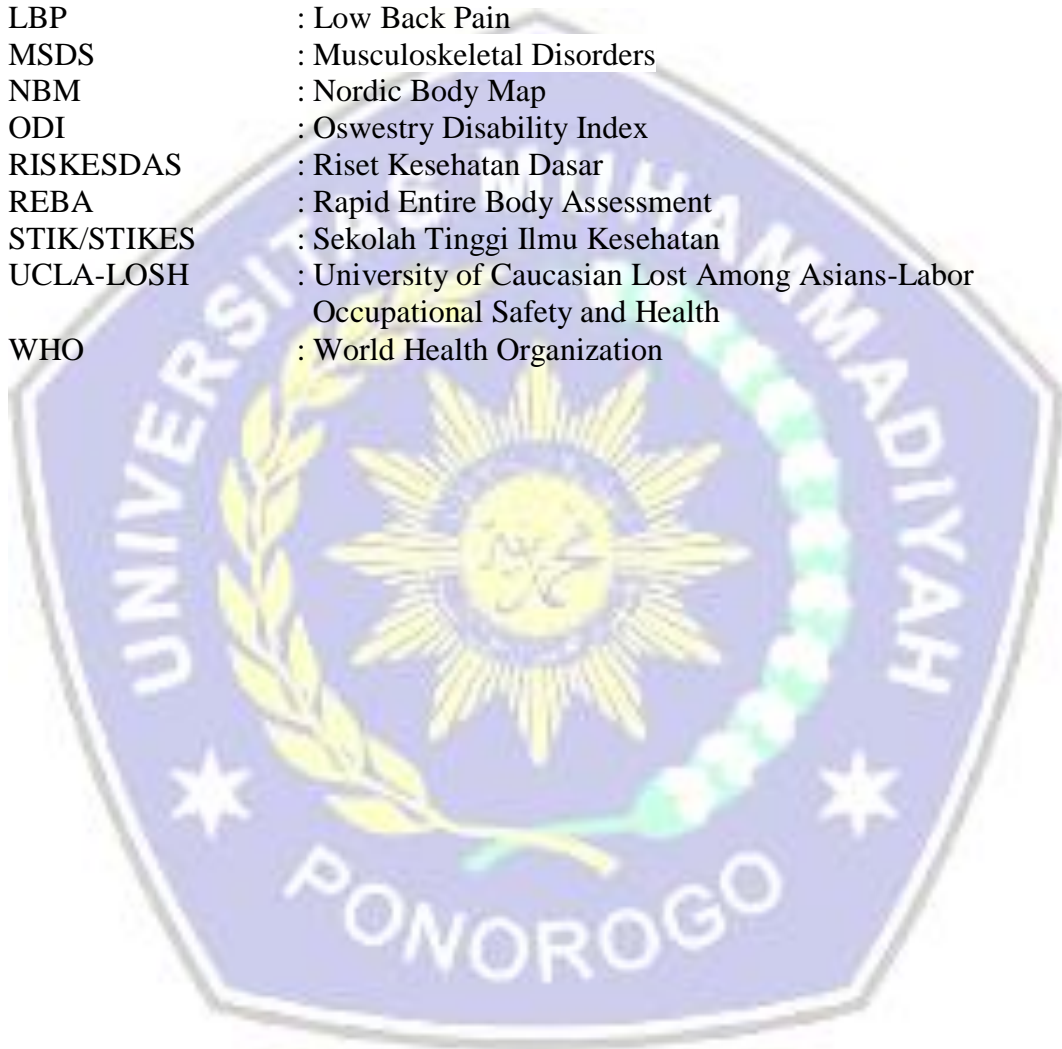 LBP : Low Back Pain
MSDS : Musculoskeletal Disorders
NBM : Nordic Body Map
ODI : Oswestry Disability Index
RISKESDAS : Riset Kesehatan Dasar
REBA : Rapid Entire Body Assessment
STIK/STIKES : Sekolah Tinggi Ilmu Kesehatan
UCLA-LOSH : University of Caucasian Lost Among Asians-Labor
Occupational Safety and Health
WHO : World Health Organization
UNIVERSITAS MUHAMMADIYAH
PONOROGO